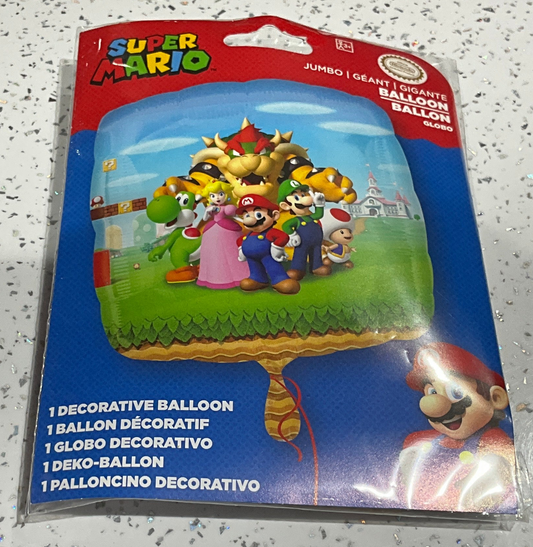 SUPER
MARIO
3+
JUMBO | GÉANT | GIGANTE
BALLOON
BALLON
GLOBO
1 DECORATIVE BALLOON
1 BALLON DÉCORATIF
1 GLOBO DECORATIVO
1 DEKO-BALLON
1 PALLONCINO DECORATIVO